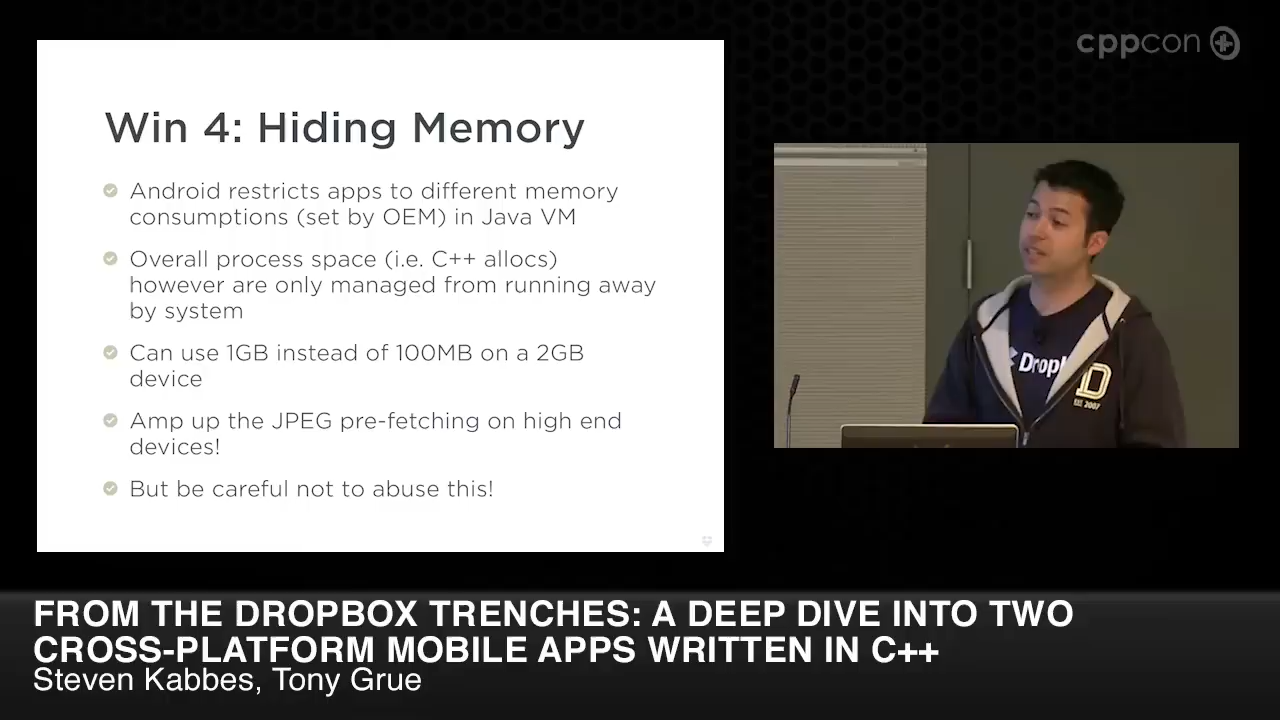 cppcon
Win 4: Hiding Memory
Android restricts apps to different memory
consumptions (set by OEM) in Java VM
Overall process space (i.e. C++ allocs)
however are only managed from running away
by system
Can use 1GB instead of 100MB on a 2GB
device
Amp up the JPEG pre-fetching on high end
devices!
But be careful not to abuse this!
Drop
D
EST. 2007
FROM THE DROPBOX TRENCHES: A DEEP DIVE INTO TWO
CROSS-PLATFORM MOBILE APPS WRITTEN IN C++
Steven Kabbes, Tony Grue